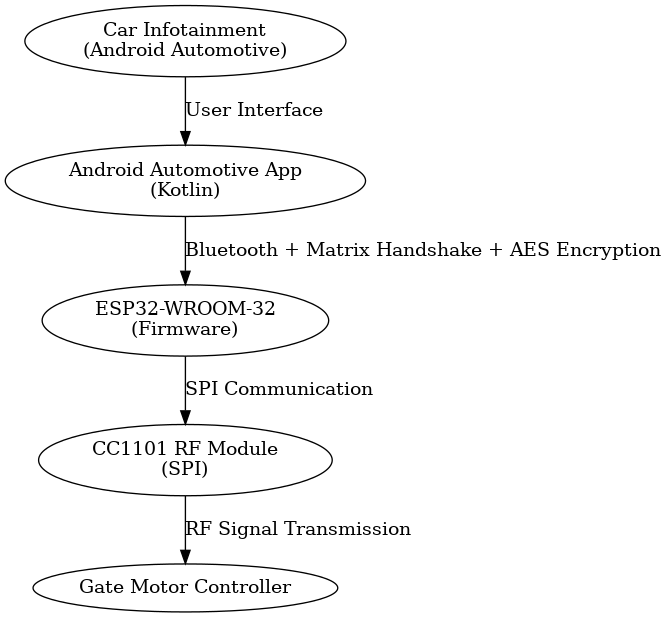 Car Infotainment
(Android Automotive)
User Interface
Android Automotive App
(Kotlin)
Bluetooth + Matrix Handshake + AES Encryption
ESP32-WROOM-32
(Firmware)
SPI Communication
CC1101 RF Module
(SPI)
RF Signal Transmission
Gate Motor Controller